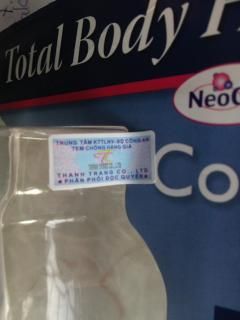 Total Body
NeoC
Co
TRUNG TÂM KTTLNV-BỘ CÔNG AN
TEM CHỐNG HÀNG GIẢ
THANH TRANG CO., LTD
PHÂN PHỐI ĐỘC QUYỀN